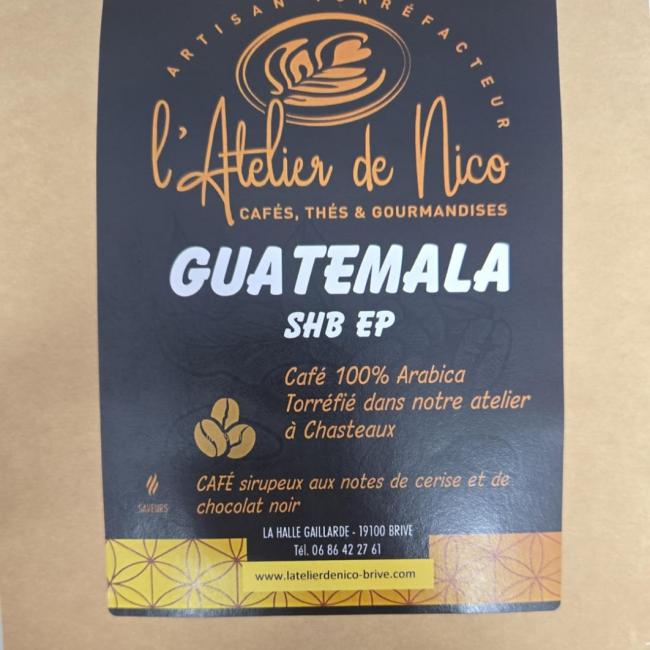 ARTISAN TORRÉFACTEUR
l'Atelier de Nico
CAFÉS, THÉS & GOURMANDISES
GUATEMALA
SHB EP
Café 100% Arabica
Torréfié dans notre atelier
à Chasteaux
CAFÉ sirupeux aux notes de cerise et de
chocolat noir
SAVEURS
LA HALLE GAILLARDE - 19100 BRIVE
Tél. 06 86 42 27 61
www.latelierdenico-brive.com